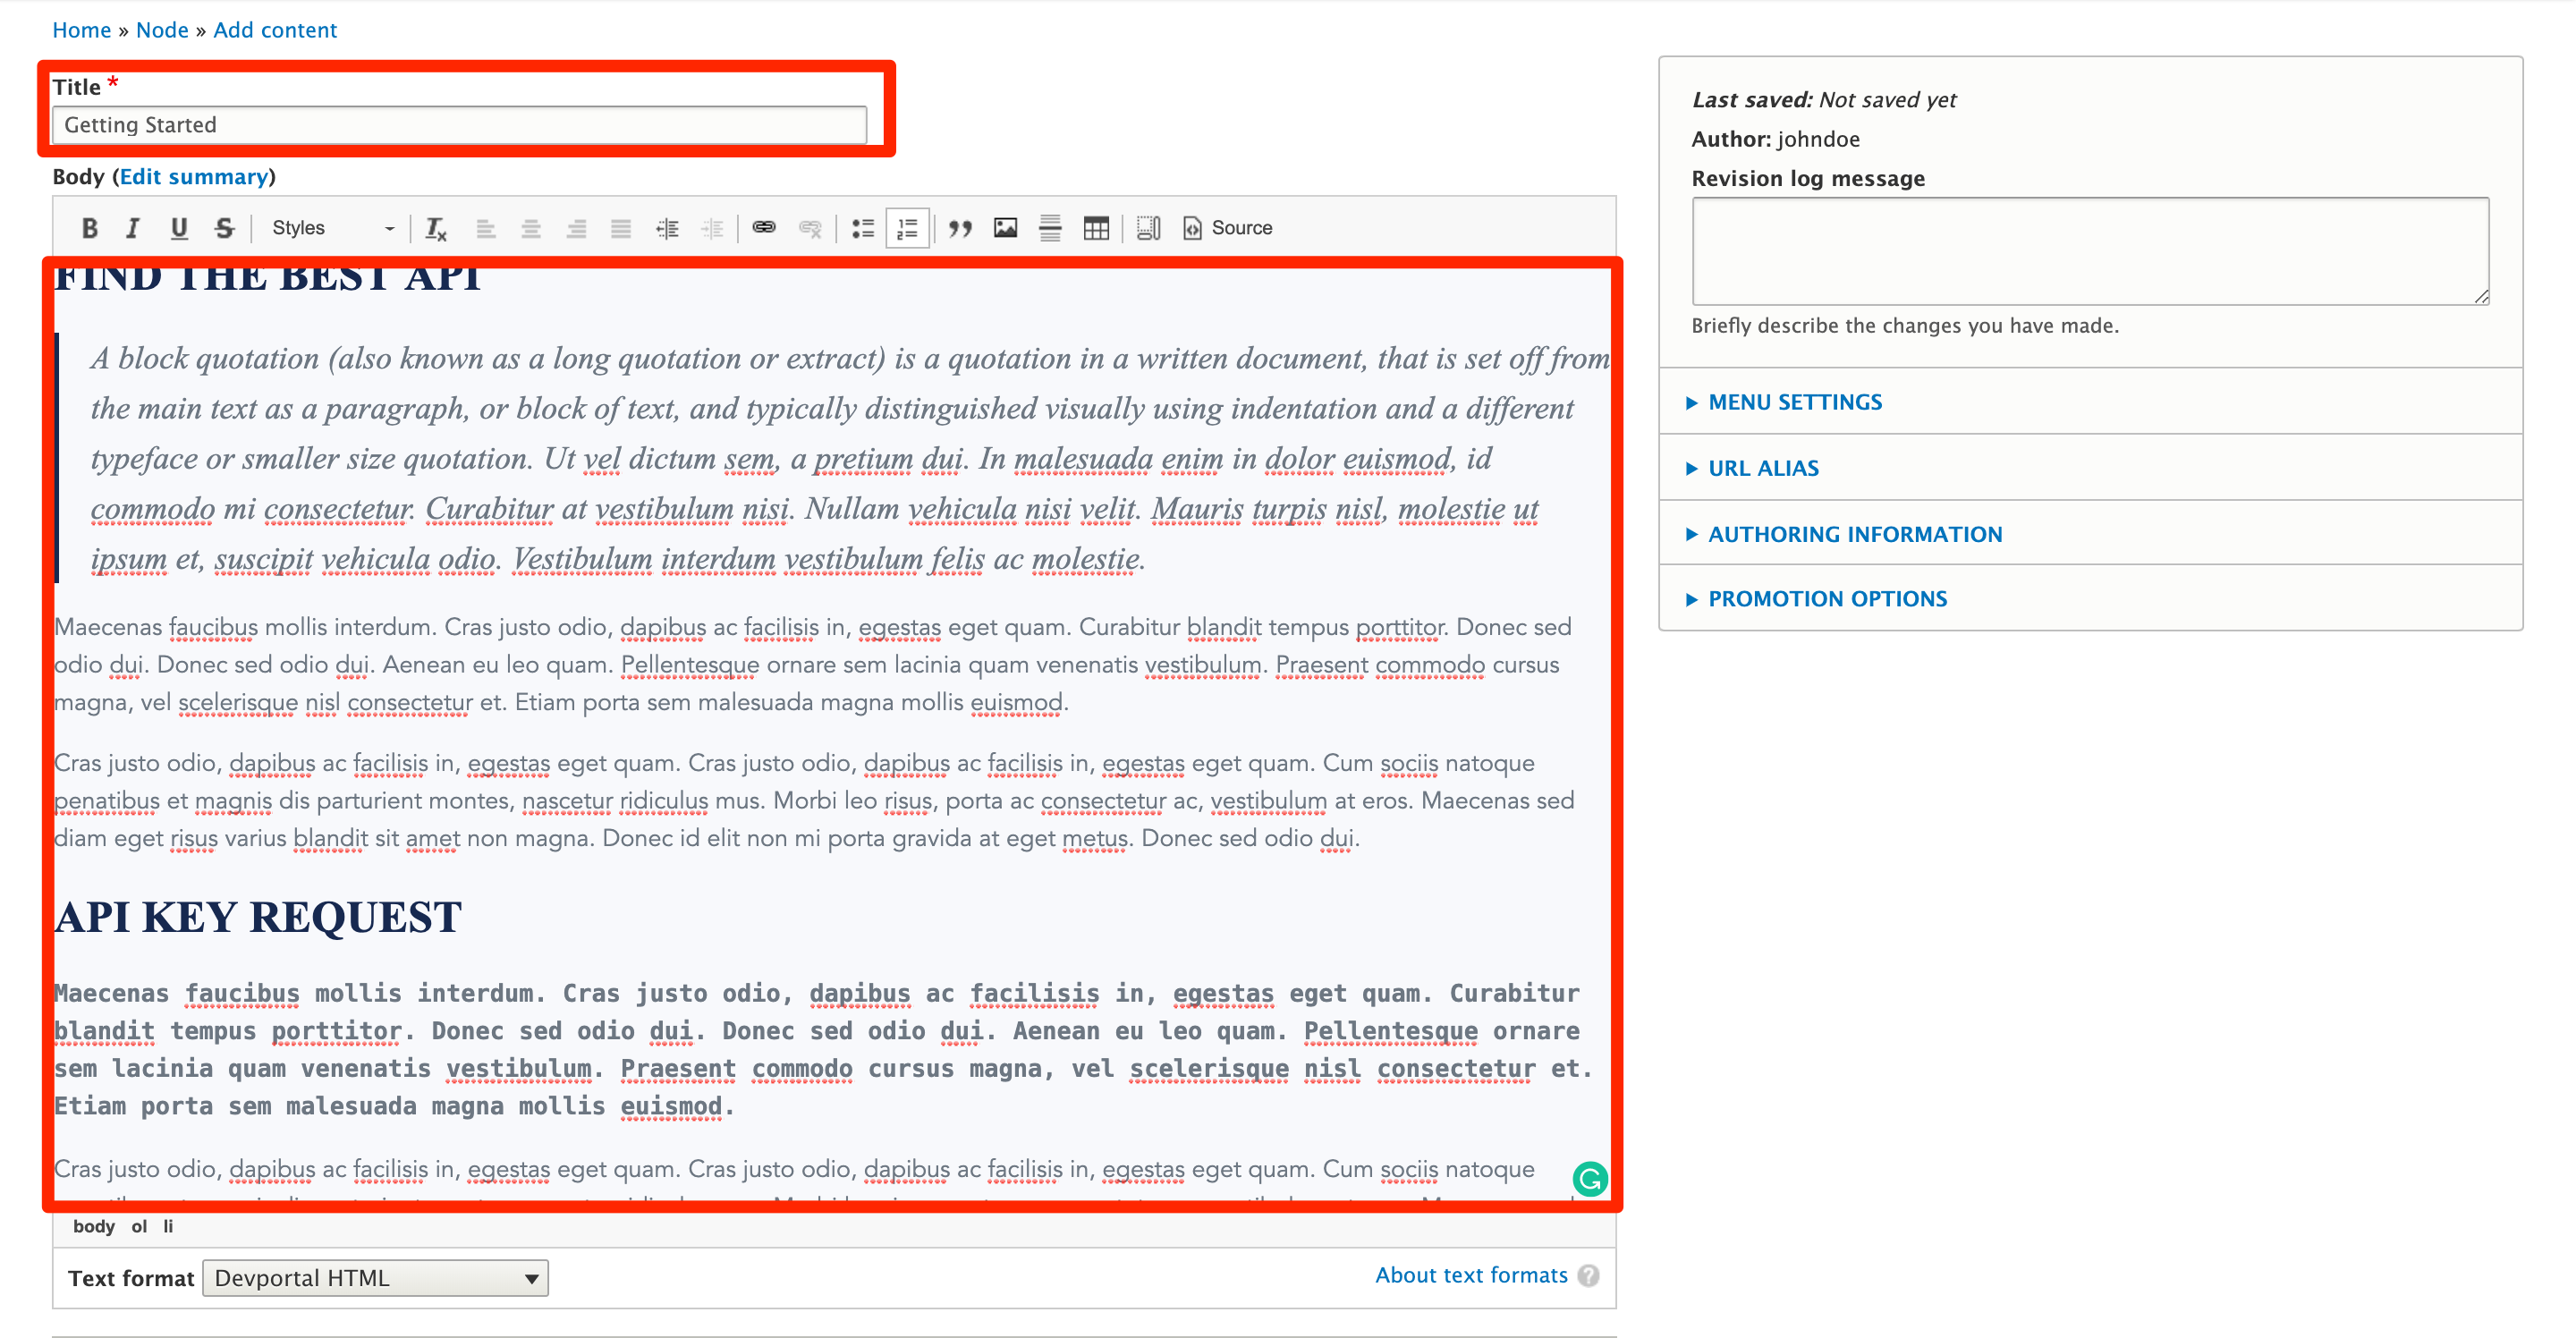 Home » Node » Add content
Title *
Getting Started
Body (Edit summary)
B I U S Styles Source
FIND THE BEST API
A block quotation (also known as a long quotation or extract) is a quotation in a written document, that is set off from
the main text as a paragraph, or block of text, and typically distinguished visually using indentation and a different
typeface or smaller size quotation. Ut vel dictum sem, a pretium dui. In malesuada enim in dolor euismod, id
commodo mi consectetur. Curabitur at vestibulum nisi. Nullam vehicula nisi velit. Mauris turpis nisl, molestie ut
ipsum et, suscipit vehicula odio. Vestibulum interdum vestibulum felis ac molestie.
Maecenas faucibus mollis interdum. Cras justo odio, dapibus ac facilisis in, egestas eget quam. Curabitur blandit tempus porttitor. Donec sed
odio dui. Donec sed odio dui. Aenean eu leo quam. Pellentesque ornare sem lacinia quam venenatis vestibulum. Praesent commodo cursus
magna, vel scelerisque nisl consectetur et. Etiam porta sem malesuada magna mollis euismod.
Cras justo odio, dapibus ac facilisis in, egestas eget quam. Cras justo odio, dapibus ac facilisis in, egestas eget quam. Cum sociis natoque
penatibus et magnis dis parturient montes, nascetur ridiculus mus. Morbi leo risus, porta ac consectetur ac, vestibulum at eros. Maecenas sed
diam eget risus varius blandit sit amet non magna. Donec id elit non mi porta gravida at eget metus. Donec sed odio dui.
API KEY REQUEST
Maecenas faucibus mollis interdum. Cras justo odio, dapibus ac facilisis in, egestas eget quam. Curabitur
blandit tempus porttitor. Donec sed odio dui. Donec sed odio dui. Aenean eu leo quam. Pellentesque ornare
sem lacinia quam venenatis vestibulum. Praesent commodo cursus magna, vel scelerisque nisl consectetur et.
Etiam porta sem malesuada magna mollis euismod.
Cras justo odio, dapibus ac facilisis in, egestas eget quam. Cras justo odio, dapibus ac facilisis in, egestas eget quam. Cum sociis natoque
body ol li
Text format Devportal HTML
About text formats ?
Last saved: Not saved yet
Author: johndoe
Revision log message
Briefly describe the changes you have made.
MENU SETTINGS
URL ALIAS
AUTHORING INFORMATION
PROMOTION OPTIONS